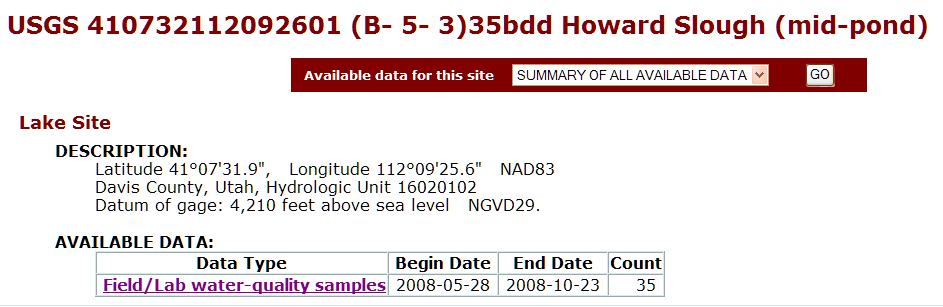 USGS 410732112092601 (B- 5- 3)35bdd Howard Slough (mid-pond)
Available data for this site SUMMARY OF ALL AVAILABLE DATA GO
Lake Site
DESCRIPTION:
Latitude 41°07'31.9", Longitude 112°09'25.6" NAD83
Davis County, Utah, Hydrologic Unit 16020102
Datum of gage: 4,210 feet above sea level NGVD29.
AVAILABLE DATA:
Data Type Begin Date End Date Count
Field/Lab water-quality samples 2008-05-28 2008-10-23 35